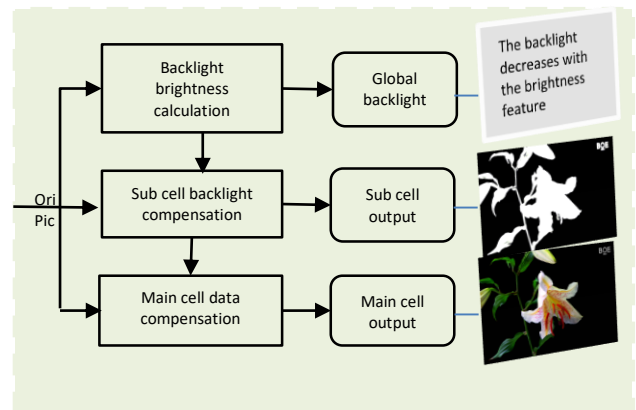 Backlight
brightness
calculation
Global
backlight
The backlight
decreases with
the brightness
feature
Ori
Pic
Sub cell backlight
compensation
Sub cell
output
BOE
Main cell data
compensation
Main cell
output
BOE